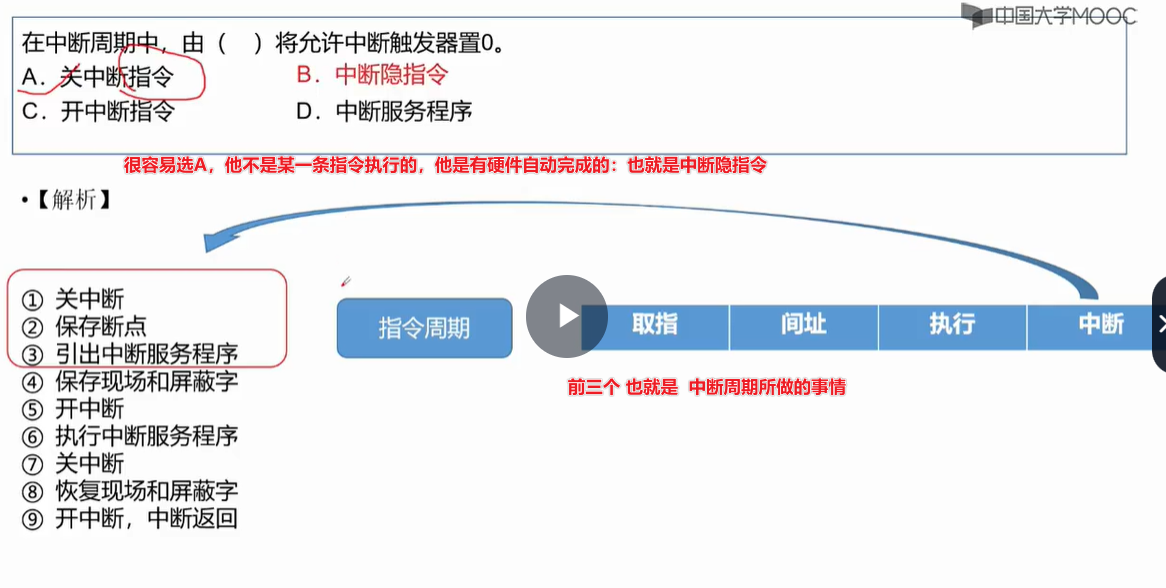 中国大学MOOC
在中断周期中，由（　）将允许中断触发器置0。
A．关中断指令　B．中断隐指令
C．开中断指令　D．中断服务程序
很容易选A，他不是某一条指令执行的，他是有硬件自动完成的：也就是中断隐指令
•【解析】
① 关中断
② 保存断点
③ 引出中断服务程序
④ 保存现场和屏蔽字
⑤ 开中断
⑥ 执行中断服务程序
⑦ 关中断
⑧ 恢复现场和屏蔽字
⑨ 开中断，中断返回
指令周期　取指　间址　执行　中断
前三个 也就是 中断周期所做的事情